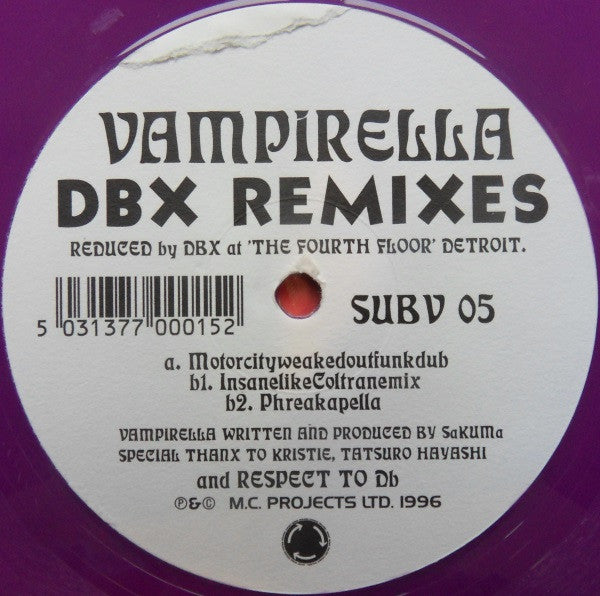 VAMPiRELLA
DBX REMIXES
REDUCED by DBX at 'THE FOURTH FLOOR' DETROIT.
5 031377 000152
SUBV 05
a. Motorcityweakedoutfunkdub
b1. InsanelikeColtranemix
b2. Phreakapella
VAMPIRELLA WRITTEN AND PRODUCED BY SaKUMa
SPECIAL THANX TO KRISTIE, TATSURO HAYASHI
and RESPECT TO Db
℗&© M.C. PROJECTS LTD. 1996